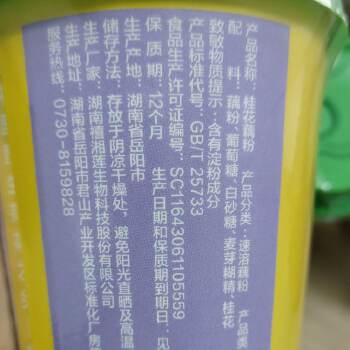 产品名称：桂花藕粉 产品分类：速溶藕粉 产品类
配 料：藕粉、葡萄糖、白砂糖、麦芽糊精、桂花
致敏物质提示：含有淀粉成分
产品标准代号：GB/T 25733
食品生产许可证编号：SC11643061105559
保 质 期：12个月 生产日期和保质期到期日：见
生产产地：湖南省岳阳市
储存方法：存放于阴凉干燥处，避免阳光直晒及高温
生产厂家：湖南禧湘莲生物科技股份有限公司
生产地址：湖南省岳阳市君山产业开发区标准化厂房
服务热线：0730-8159828